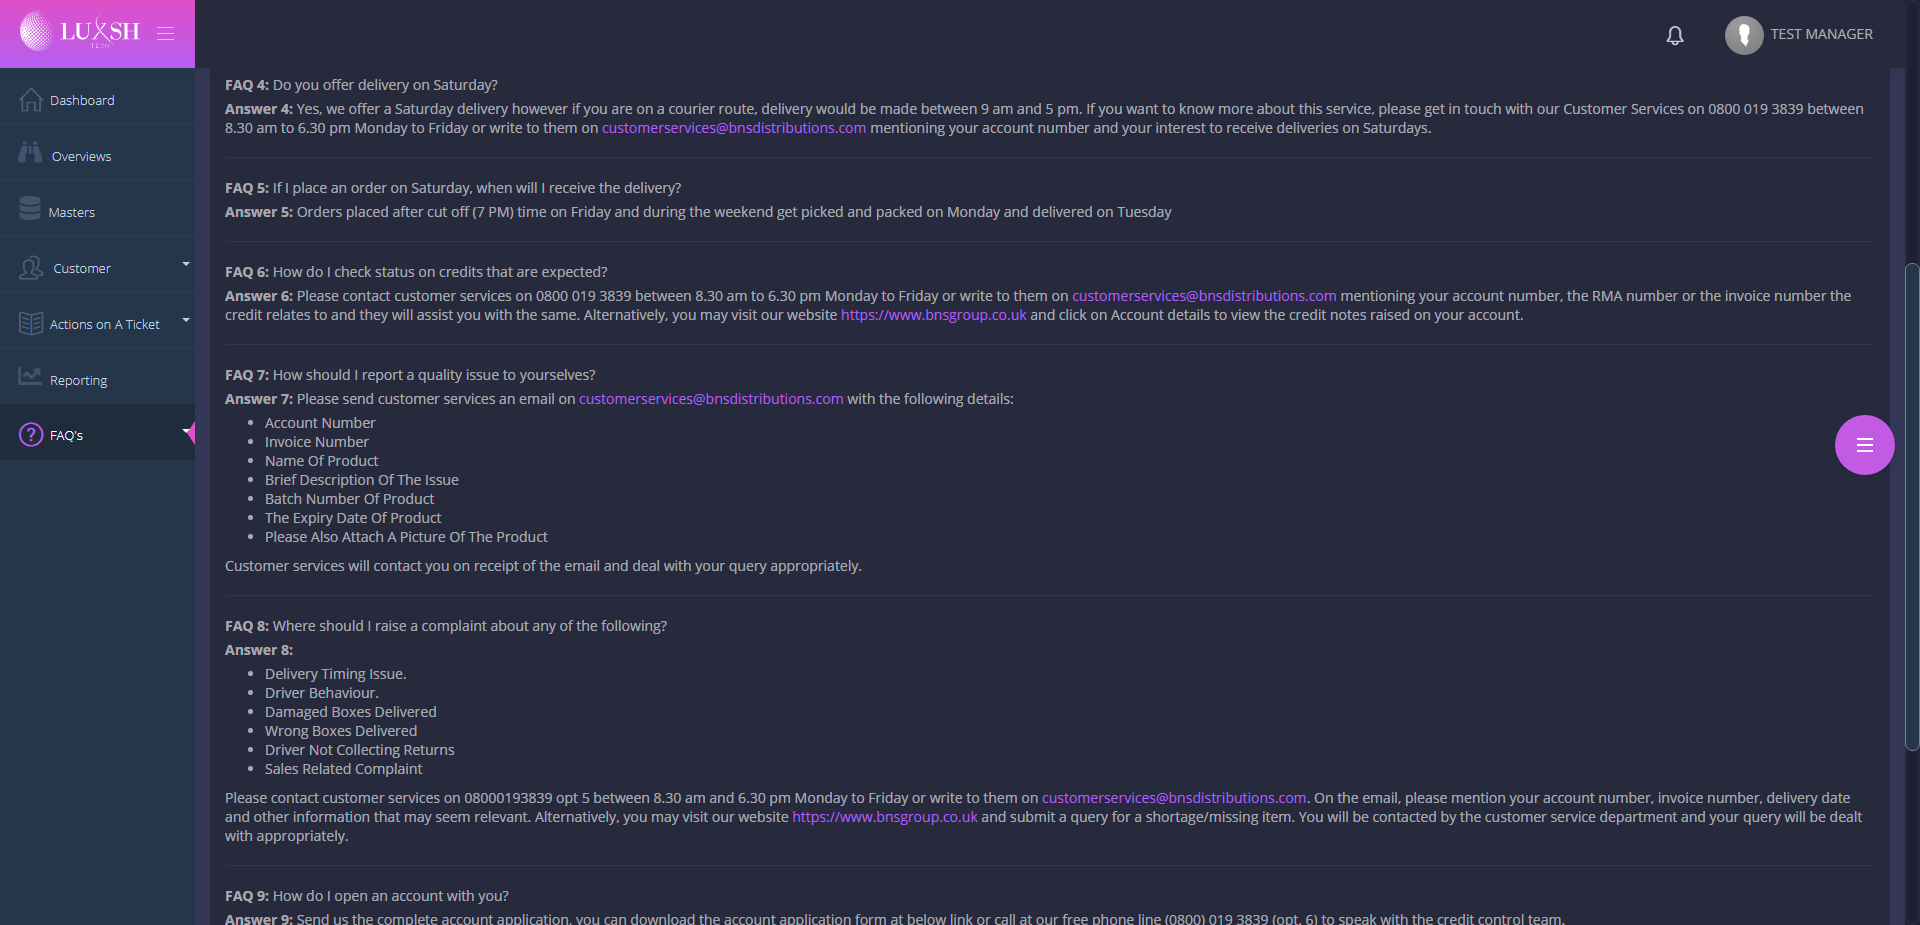 LUXSH
TECH
TEST MANAGER
Dashboard
Overviews
Masters
Customer
Actions on A Ticket
Reporting
FAQ's
FAQ 4: Do you offer delivery on Saturday?
Answer 4: Yes, we offer a Saturday delivery however if you are on a courier route, delivery would be made between 9 am and 5 pm. If you want to know more about this service, please get in touch with our Customer Services on 0800 019 3839 between
8.30 am to 6.30 pm Monday to Friday or write to them on customerservices@bnsdistributions.com mentioning your account number and your interest to receive deliveries on Saturdays.
FAQ 5: If I place an order on Saturday, when will I receive the delivery?
Answer 5: Orders placed after cut off (7 PM) time on Friday and during the weekend get picked and packed on Monday and delivered on Tuesday
FAQ 6: How do I check status on credits that are expected?
Answer 6: Please contact customer services on 0800 019 3839 between 8.30 am to 6.30 pm Monday to Friday or write to them on customerservices@bnsdistributions.com mentioning your account number, the RMA number or the invoice number the
credit relates to and they will assist you with the same. Alternatively, you may visit our website https://www.bnsgroup.co.uk and click on Account details to view the credit notes raised on your account.
FAQ 7: How should I report a quality issue to yourselves?
Answer 7: Please send customer services an email on customerservices@bnsdistributions.com with the following details:
• Account Number
• Invoice Number
• Name Of Product
• Brief Description Of The Issue
• Batch Number Of Product
• The Expiry Date Of Product
• Please Also Attach A Picture Of The Product
Customer services will contact you on receipt of the email and deal with your query appropriately.
FAQ 8: Where should I raise a complaint about any of the following?
Answer 8:
• Delivery Timing Issue.
• Driver Behaviour.
• Damaged Boxes Delivered
• Wrong Boxes Delivered
• Driver Not Collecting Returns
• Sales Related Complaint
Please contact customer services on 08000193839 opt 5 between 8.30 am and 6.30 pm Monday to Friday or write to them on customerservices@bnsdistributions.com. On the email, please mention your account number, invoice number, delivery date
and other information that may seem relevant. Alternatively, you may visit our website https://www.bnsgroup.co.uk and submit a query for a shortage/missing item. You will be contacted by the customer service department and your query will be dealt
with appropriately.
FAQ 9: How do I open an account with you?
Answer 9: Send us the complete account application, you can download the account application form at below link or call at our free phone line (0800) 019 3839 (opt. 6) to speak with the credit control team.